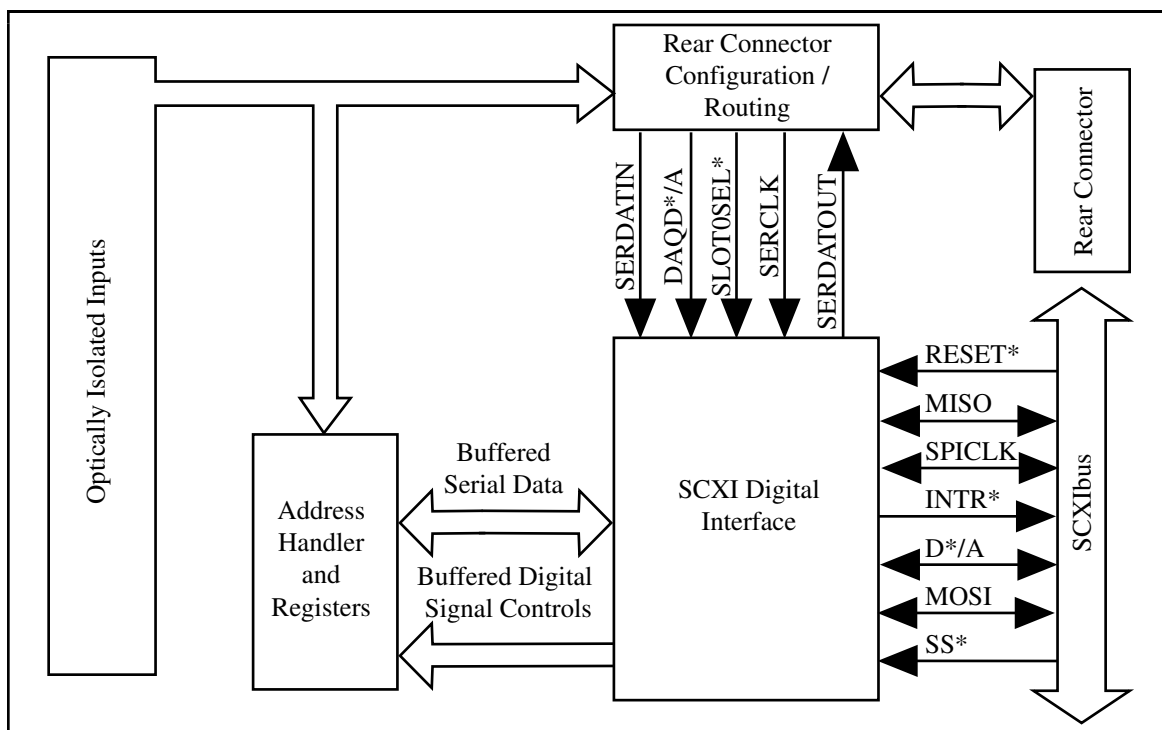 Rear Connector
Configuration /
Routing
Rear Connector
Optically Isolated Inputs
SERDATIN
DAQD*/A
SLOT0SEL*
SERCLK
SERDATOUT
RESET*
MISO
SPICLK
INTR*
D*/A
MOSI
SS*
SCXIbus
Buffered
Serial Data
SCXI Digital
Interface
Address
Handler
and
Registers
Buffered Digital
Signal Controls